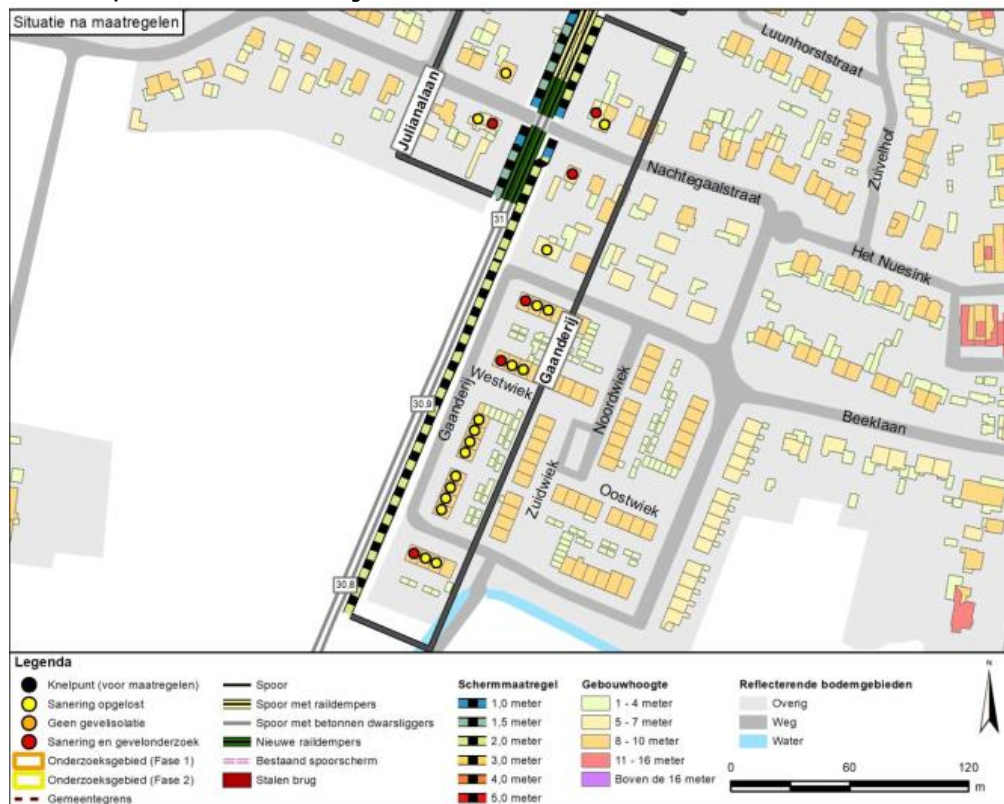 Situatie na maatregelen
Luunhorststraat
Julianalaan
Zuivelhof
Nachtegaalstraat
31
Het Nuesink
Gaanderij
Westwiek
Noordwiek
30,9
Gaanderij
Beeklaan
Zuidwiek
Oostwiek
30,8
Legenda
Knelpunt (voor maatregelen)
Sanering opgelost
Geen gevelisolatie
Sanering en gevelonderzoek
Onderzoeksgebied (Fase 1)
Onderzoeksgebied (Fase 2)
Gemeentegrens
Spoor
Spoor met raildempers
Spoor met betonnen dwarsliggers
Nieuwe raildempers
Bestaand spoorscherm
Stalen brug
Schermmaatregel
1,0 meter
1,5 meter
2,0 meter
3,0 meter
4,0 meter
5,0 meter
Gebouwhoogte
1 - 4 meter
5 - 7 meter
8 - 10 meter
11 - 16 meter
Boven de 16 meter
Reflecterende bodemgebieden
Overig
Weg
Water
N
0 60 120
m